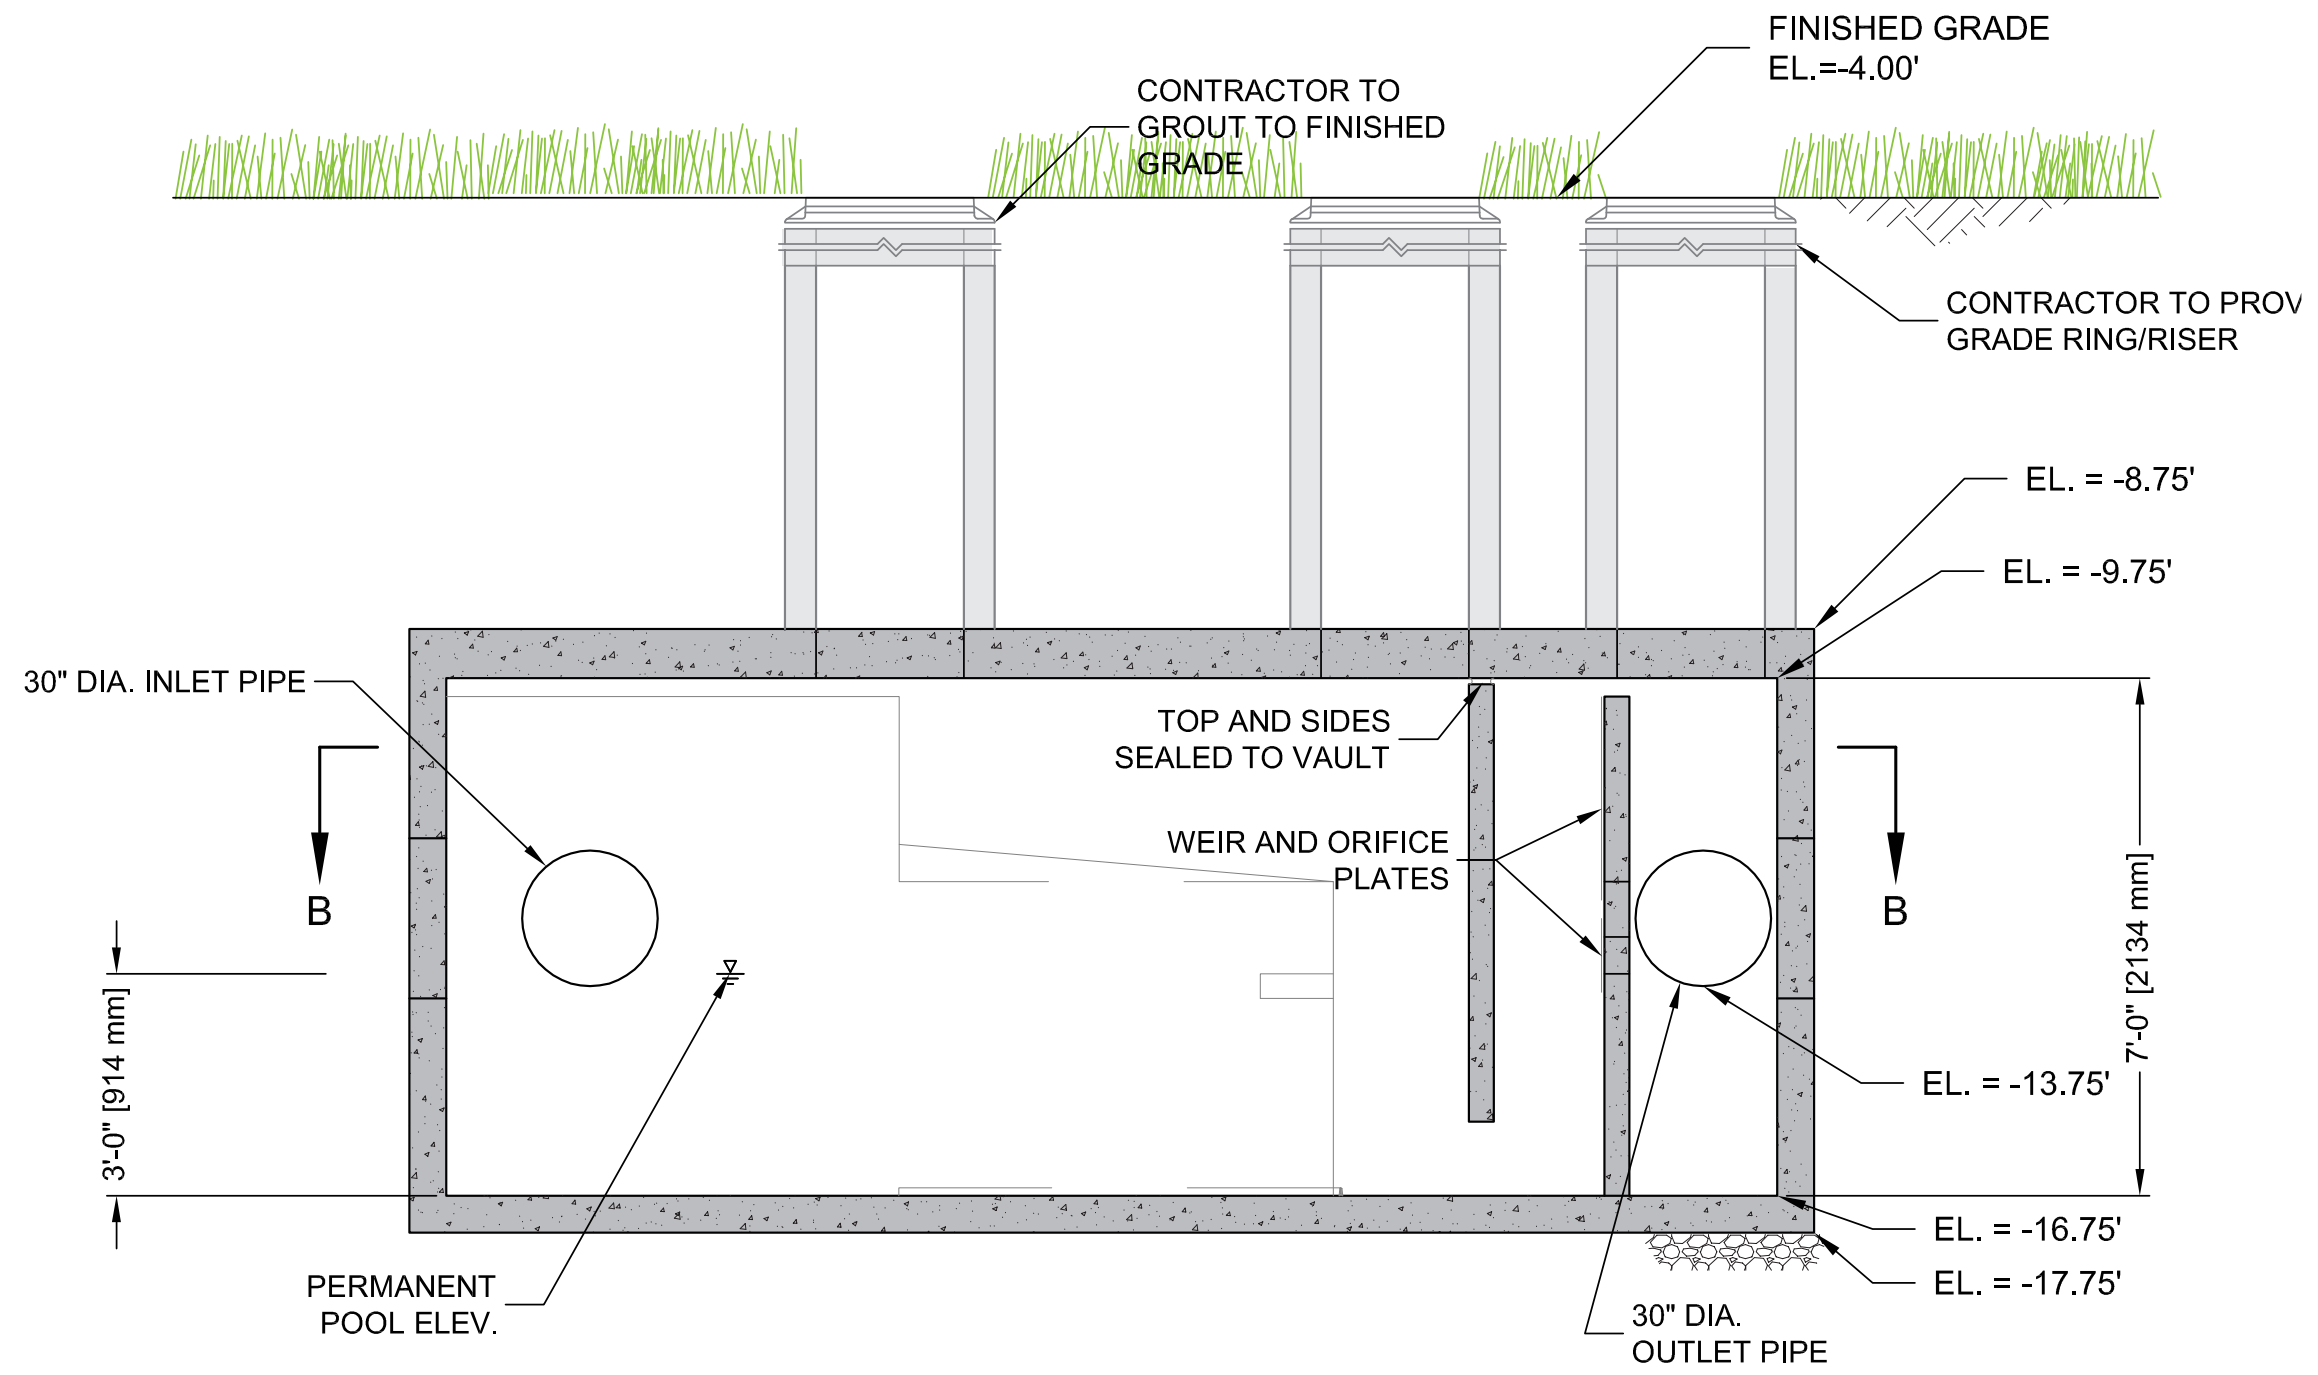 FINISHED GRADE
EL.=-4.00'
CONTRACTOR TO
GROUT TO FINISHED
GRADE
CONTRACTOR TO PROV
GRADE RING/RISER
EL. = -8.75'
EL. = -9.75'
30" DIA. INLET PIPE
TOP AND SIDES
SEALED TO VAULT
WEIR AND ORIFICE
PLATES
B
B
3'-0" [914 mm]
7'-0" [2134 mm]
EL. = -13.75'
EL. = -16.75'
EL. = -17.75'
PERMANENT
POOL ELEV.
30" DIA.
OUTLET PIPE